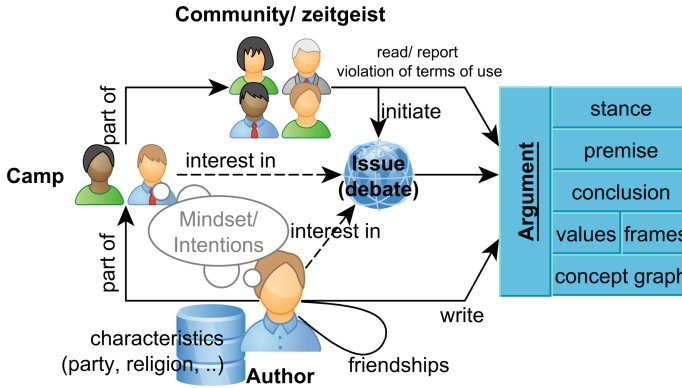 Community/ zeitgeist
read/ report
violation of terms of use
part of
initiate
Camp
interest in
Issue
(debate)
Mindset/
Intentions
interest in
part of
write
characteristics
(party, religion, ..)
Author
friendships
Argument
stance
premise
conclusion
values
frames
concept graph